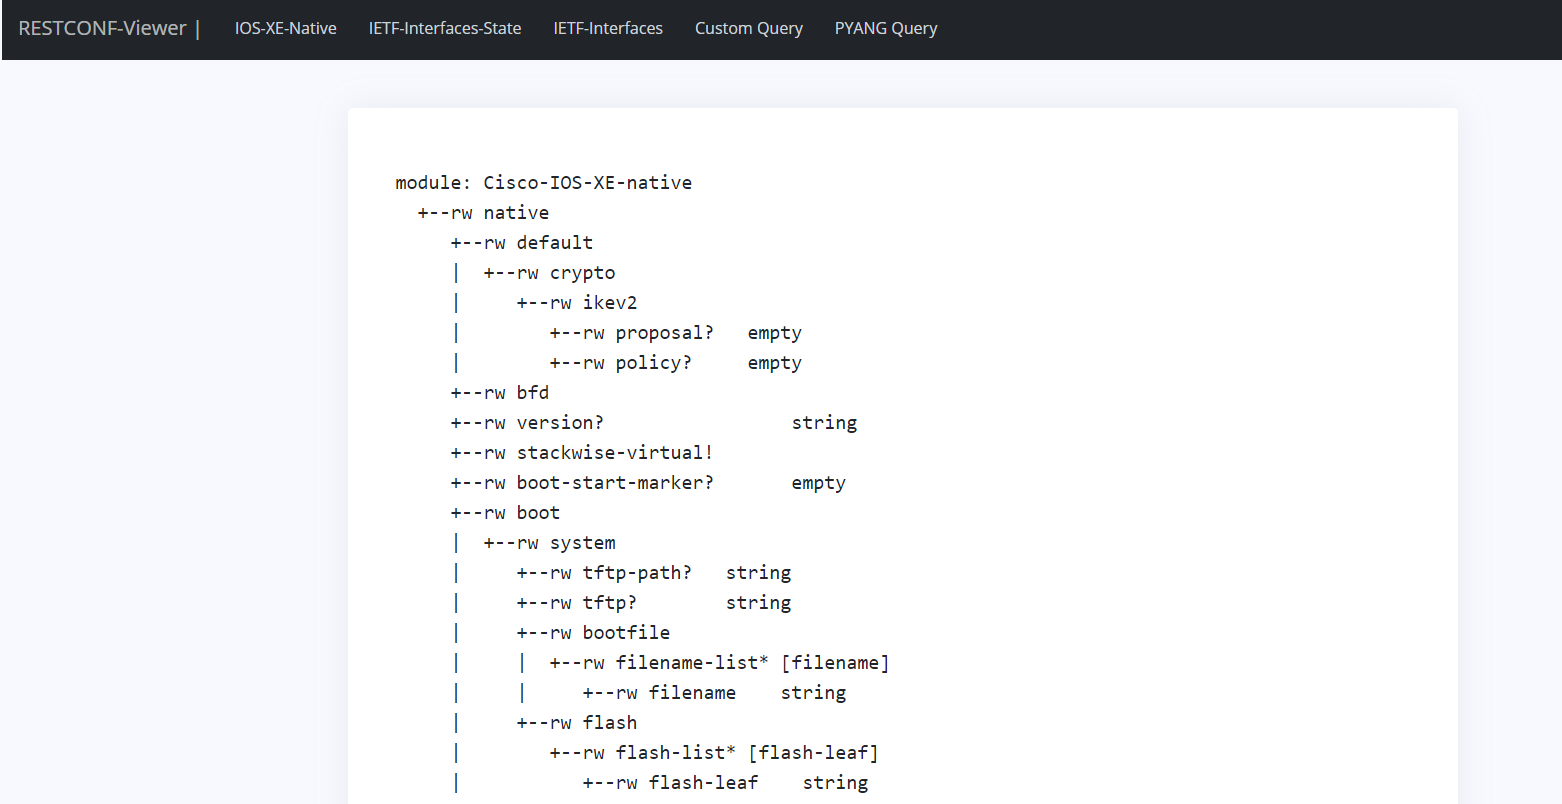 RESTCONF-Viewer | IOS-XE-Native IETF-Interfaces-State IETF-Interfaces Custom Query PYANG Query
module: Cisco-IOS-XE-native
  +--rw native
     +--rw default
     |  +--rw crypto
     |     +--rw ikev2
     |        +--rw proposal?   empty
     |        +--rw policy?     empty
     +--rw bfd
     +--rw version?                 string
     +--rw stackwise-virtual!
     +--rw boot-start-marker?       empty
     +--rw boot
     |  +--rw system
     |     +--rw tftp-path?   string
     |     +--rw tftp?        string
     |     +--rw bootfile
     |     |  +--rw filename-list* [filename]
     |     |     +--rw filename    string
     |     +--rw flash
     |        +--rw flash-list* [flash-leaf]
     |           +--rw flash-leaf    string